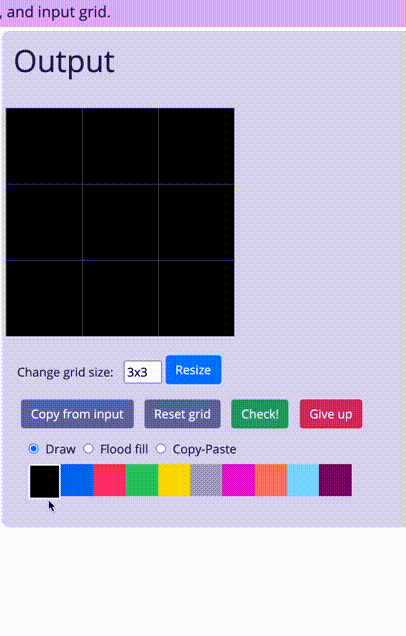 , and input grid.
Output
Change grid size: 3x3 Resize
Copy from input Reset grid Check! Give up
Draw Flood fill Copy-Paste